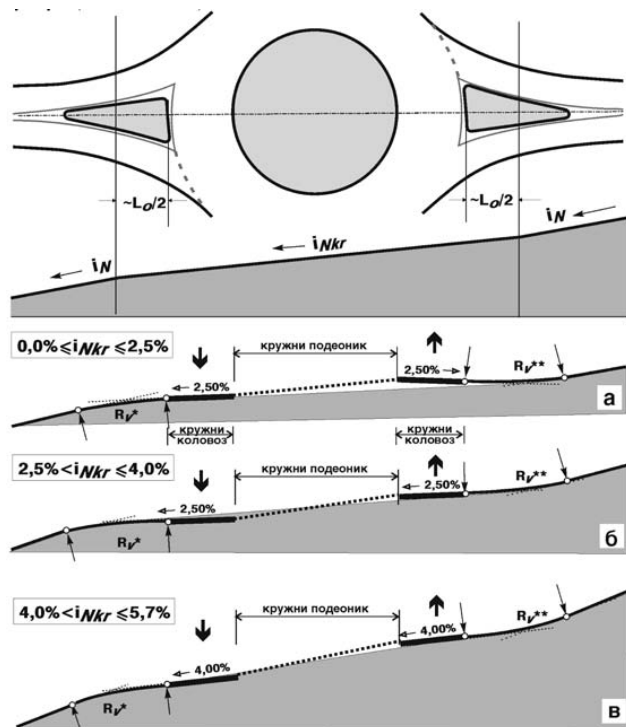 ~Lo/2
~Lo/2
iN
iNkr
iN
0,0%⩽iNkr⩽2,5%
кружни подеоник
2,50%
2,50%
Rv*
Rv**
а
кружни коловоз
кружни коловоз
2,5%<iNkr⩽4,0%
кружни подеоник
2,50%
2,50%
Rv*
Rv**
б
4,0%<iNkr⩽5,7%
кружни подеоник
4,00%
4,00%
Rv*
Rv**
в